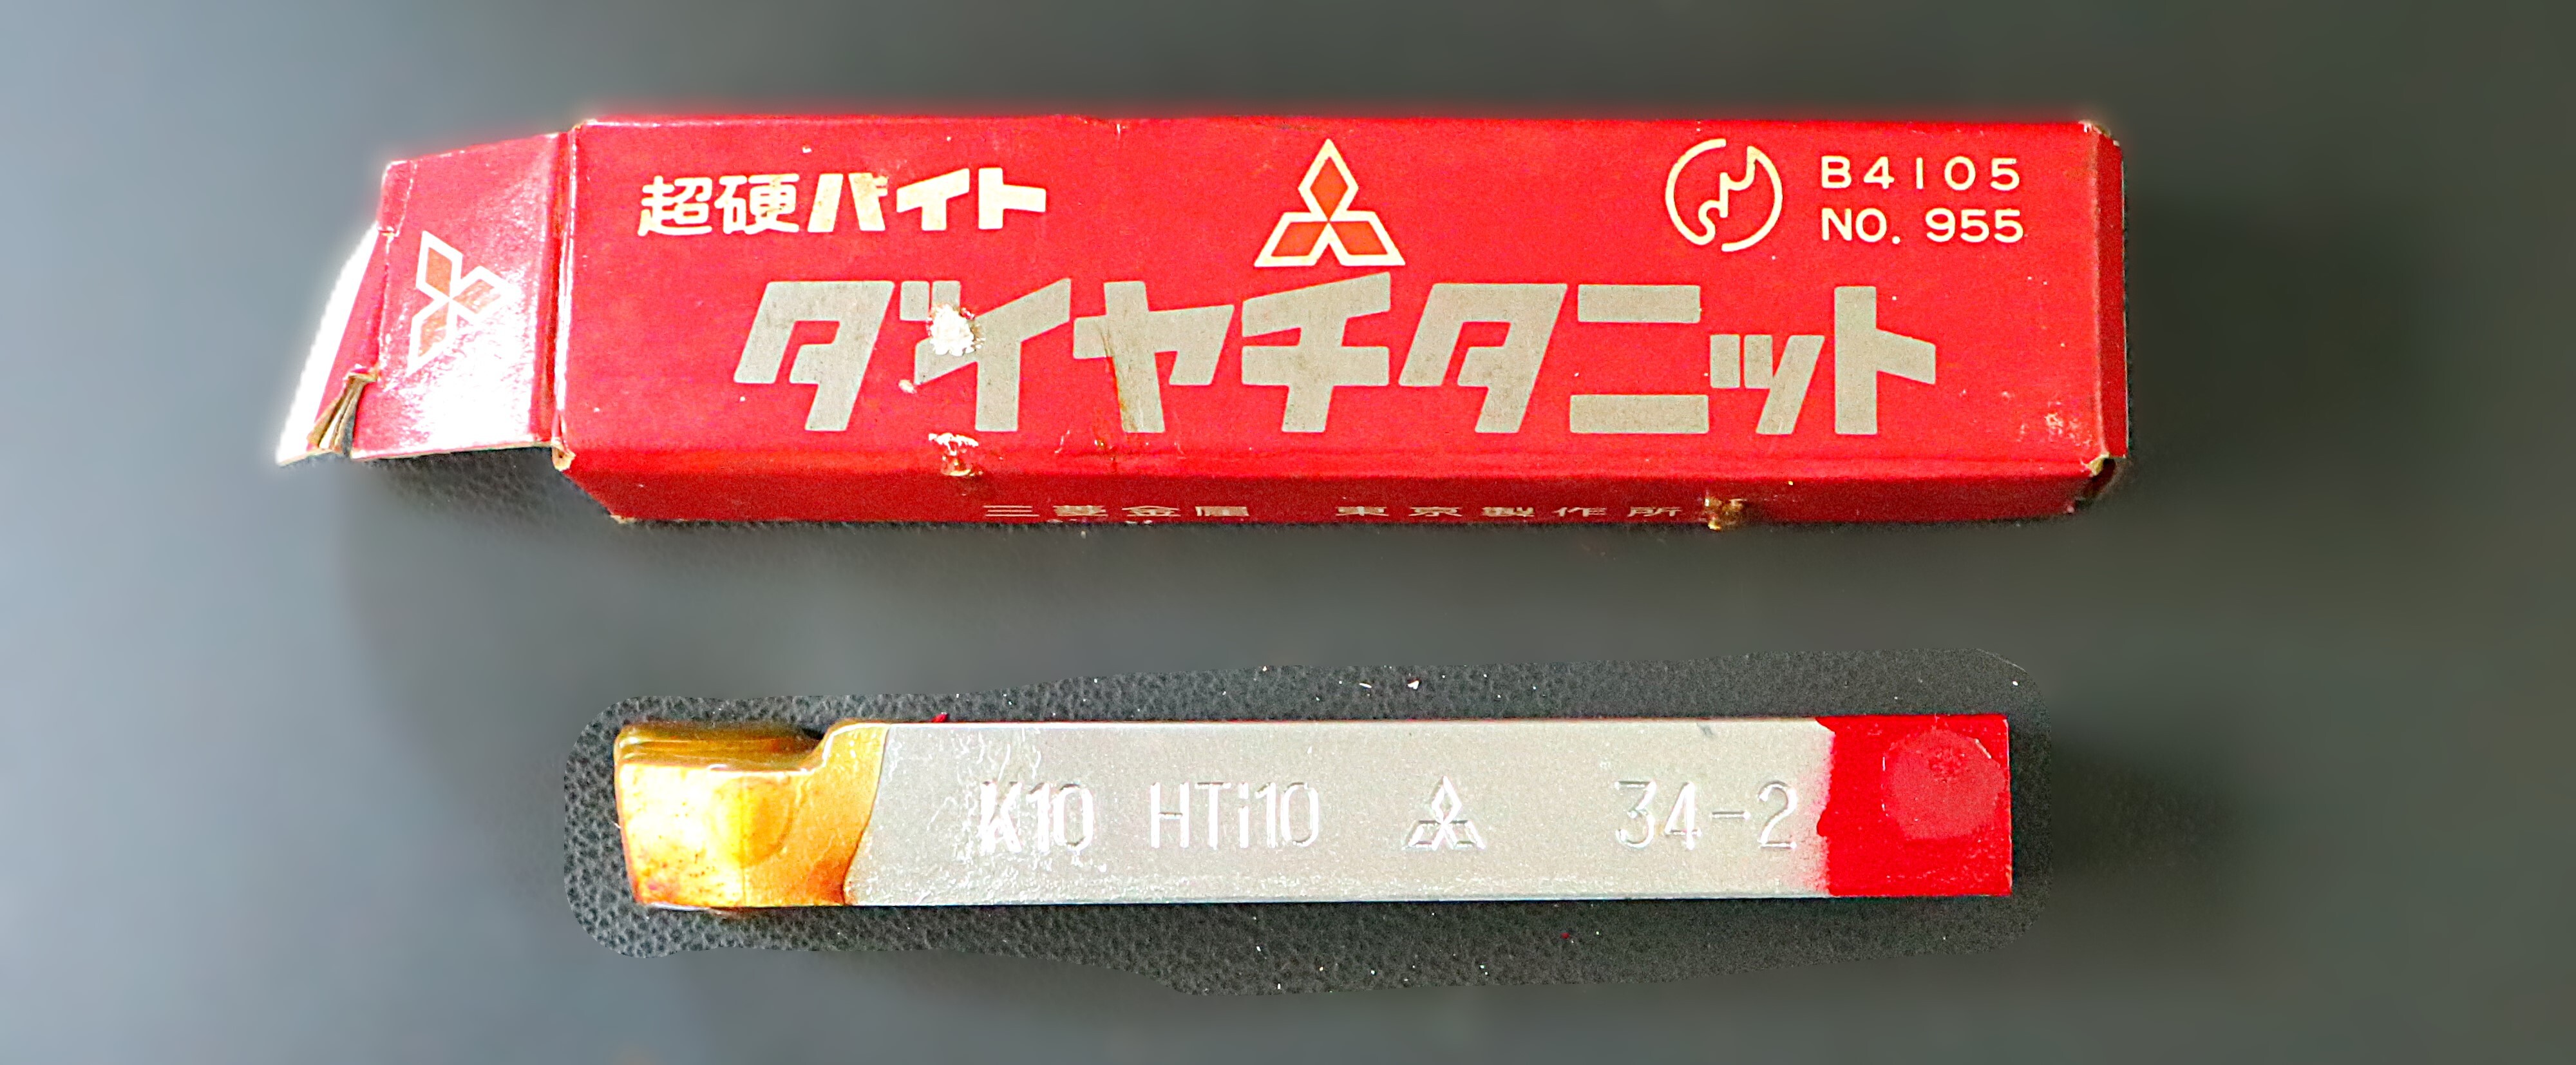 超硬バイト
B4105
NO. 955
ダイヤチタニット
三菱金属 東京製作所
K10 HTi10 34-2